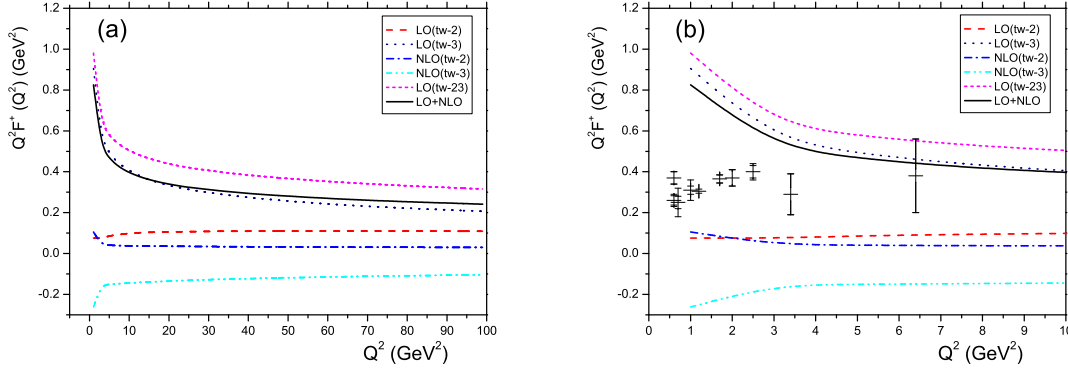 (a)
LO(tw-2)
LO(tw-3)
NLO(tw-2)
NLO(tw-3)
LO(tw-23)
LO+NLO
Q²F⁺ (Q²) (GeV²)
1.2
1.0
0.8
0.6
0.4
0.2
0.0
-0.2
0 10 20 30 40 50 60 70 80 90 100
Q² (GeV²)
(b)
LO(tw-2)
LO(tw-3)
NLO(tw-2)
NLO(tw-3)
LO(tw-23)
LO+NLO
Q²F⁺ (Q²) (GeV²)
1.2
1.0
0.8
0.6
0.4
0.2
0.0
-0.2
0 1 2 3 4 5 6 7 8 9 10
Q² (GeV²)